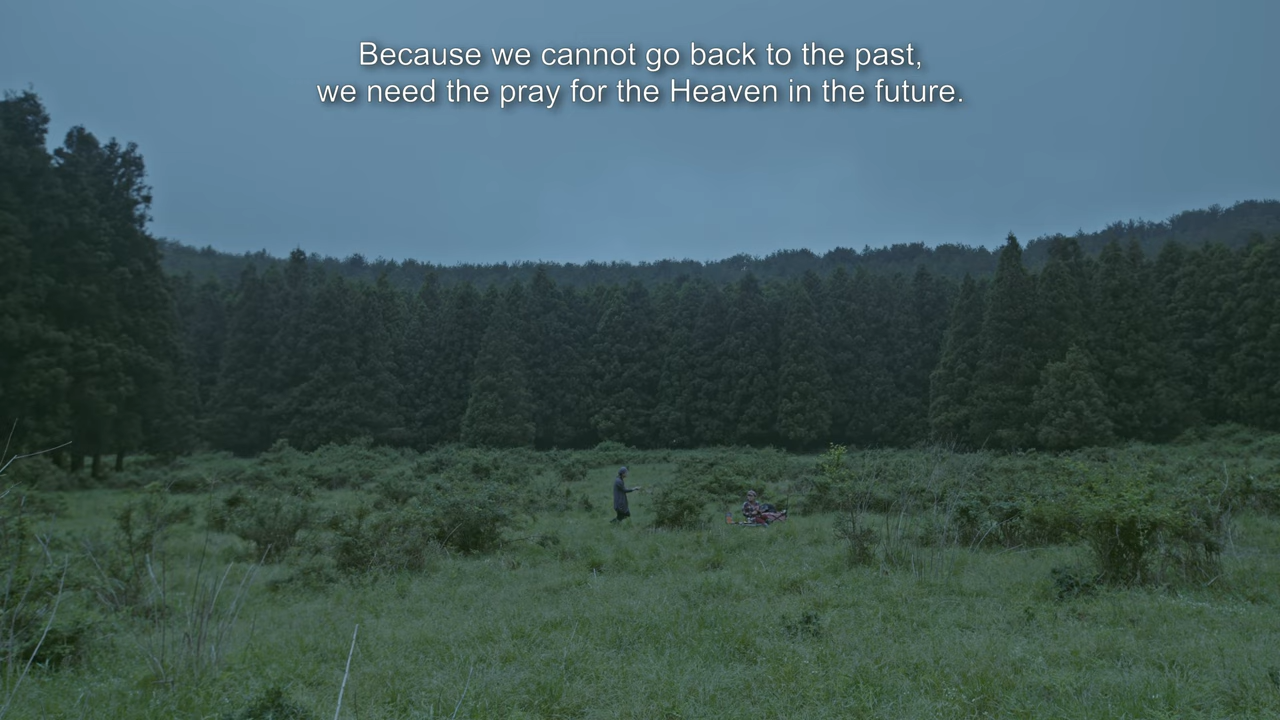 Because we cannot go back to the past,
we need the pray for the Heaven in the future.